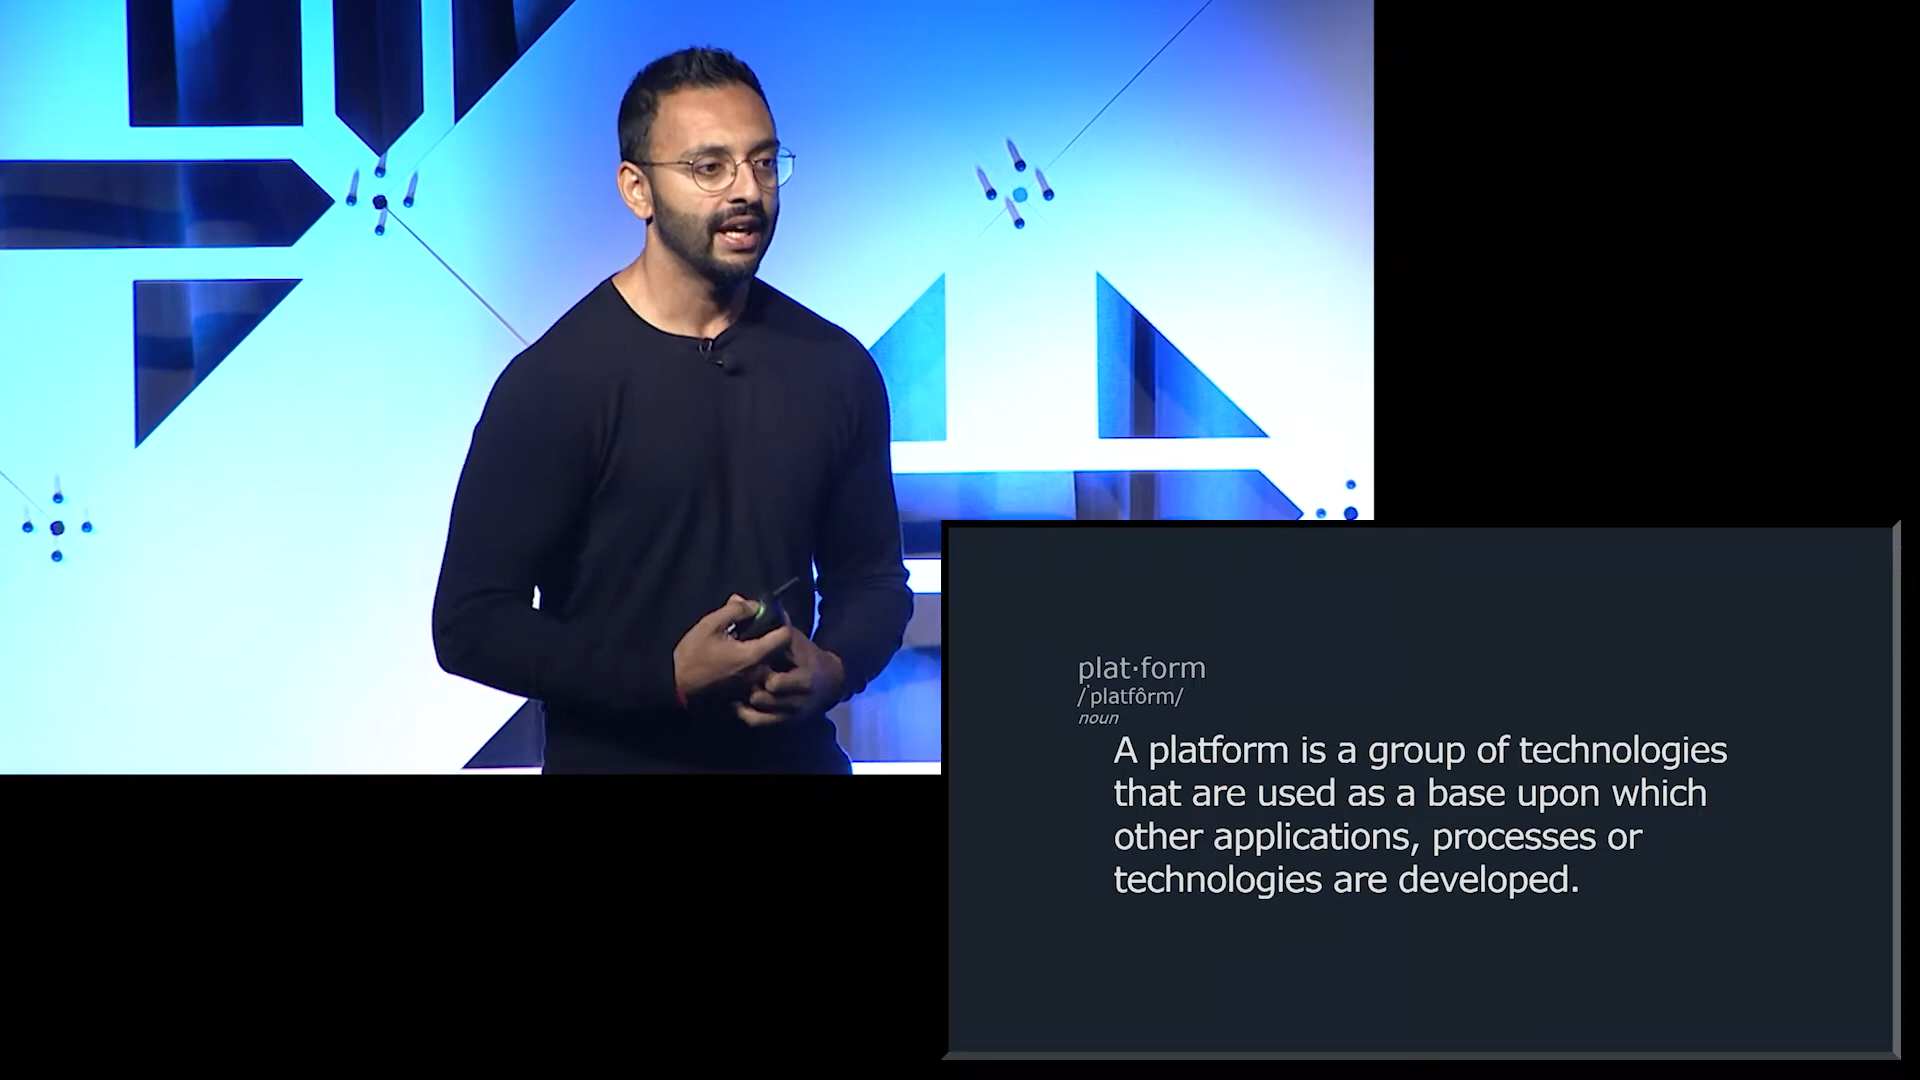 plat·form
/ˈplatfôrm/
noun
A platform is a group of technologies
that are used as a base upon which
other applications, processes or
technologies are developed.